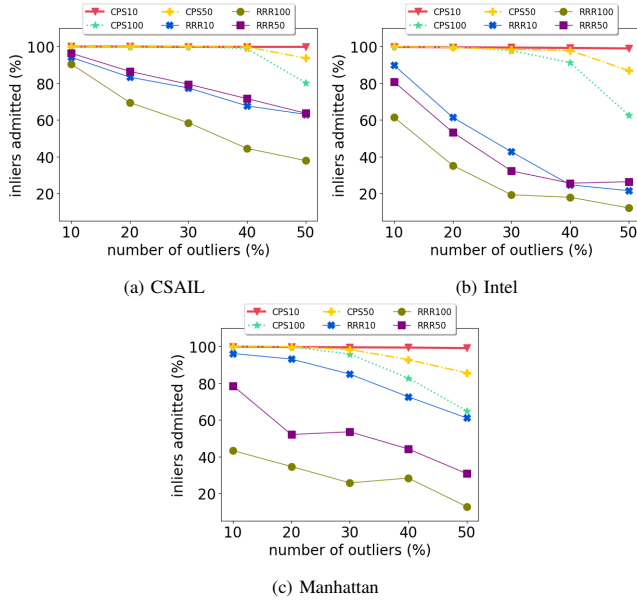 CPS10 CPS50 RRR100
CPS100 RRR10 RRR50
inliers admitted (%)
100
80
60
40
20
10 20 30 40 50
number of outliers (%)
(a) CSAIL
CPS10 CPS50 RRR100
CPS100 RRR10 RRR50
inliers admitted (%)
100
80
60
40
20
10 20 30 40 50
number of outliers (%)
(b) Intel
CPS10 CPS50 RRR100
CPS100 RRR10 RRR50
inliers admitted (%)
100
80
60
40
20
10 20 30 40 50
number of outliers (%)
(c) Manhattan